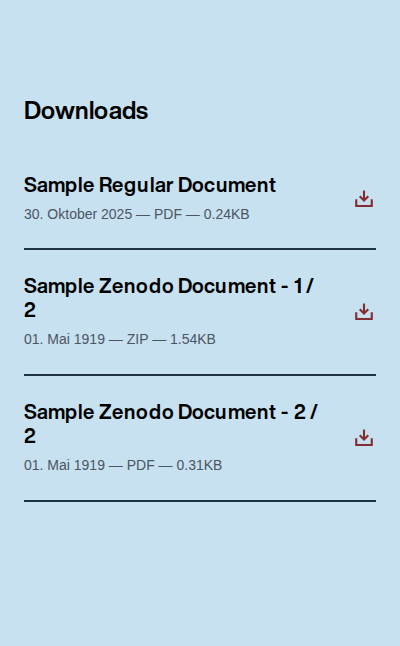 Downloads
Sample Regular Document
30. Oktober 2025 — PDF — 0.24KB
Sample Zenodo Document - 1 /
2
01. Mai 1919 — ZIP — 1.54KB
Sample Zenodo Document - 2 /
2
01. Mai 1919 — PDF — 0.31KB